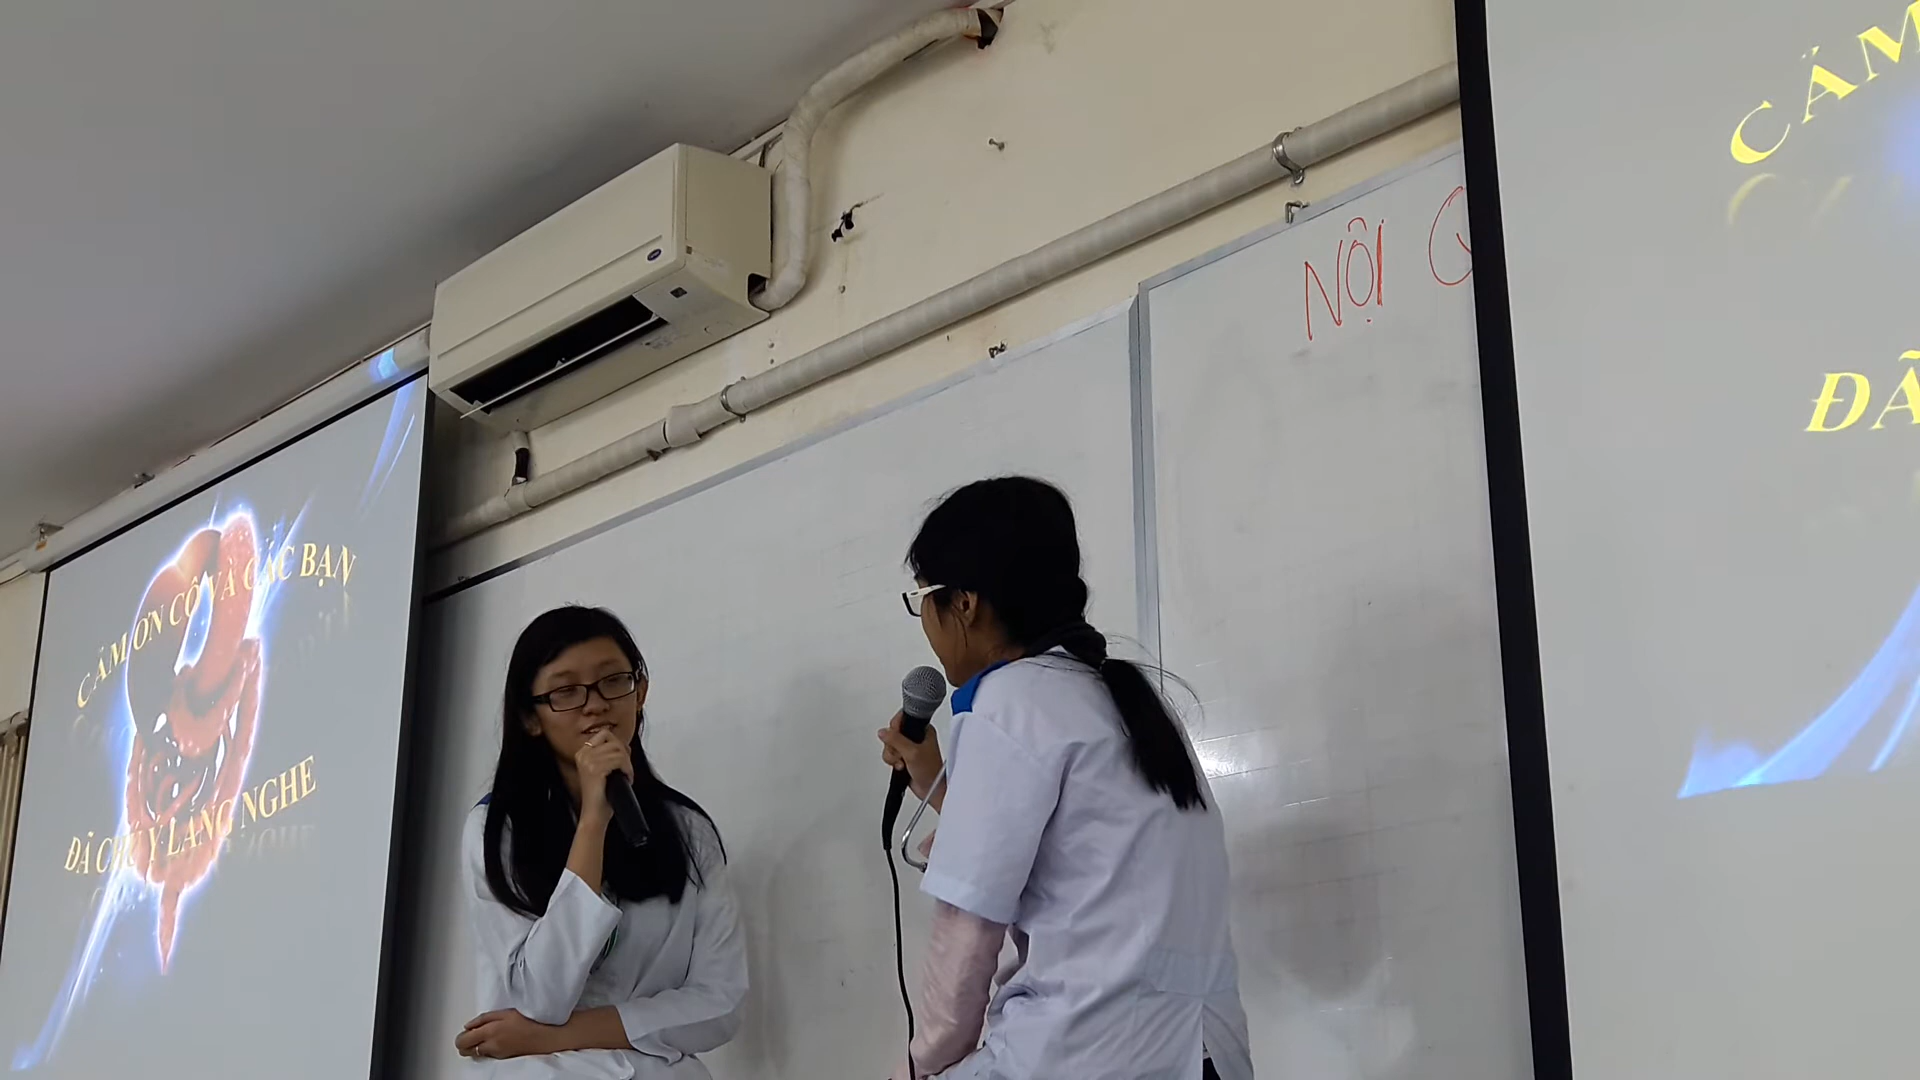 CẢM ƠN CÔ VÀ CÁC BẠN
ĐÃ CHÚ Ý LẮNG NGHE
NỘI Q
CẢM
ĐÃ